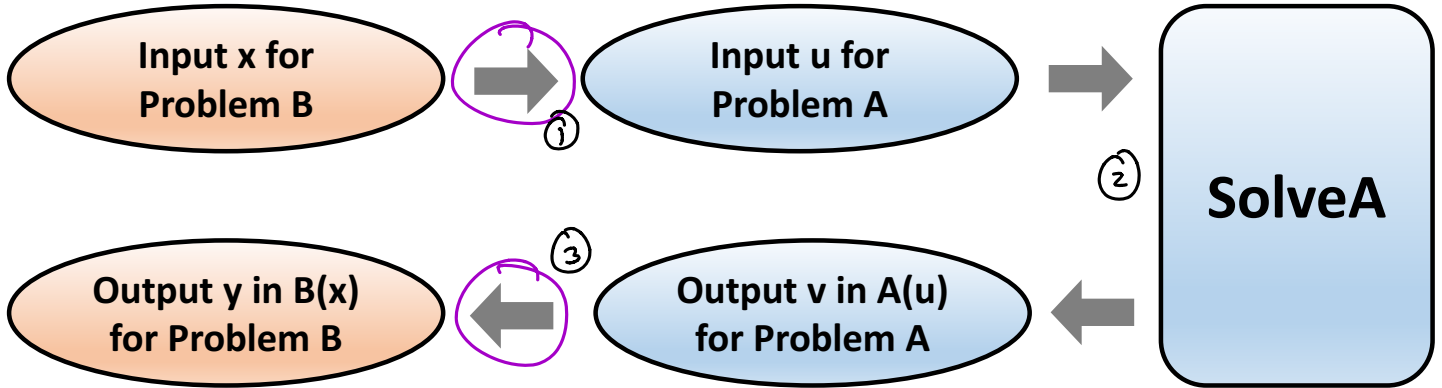 Input x for
Problem B
①
Input u for
Problem A
②
SolveA
Output y in B(x)
for Problem B
③
Output v in A(u)
for Problem A